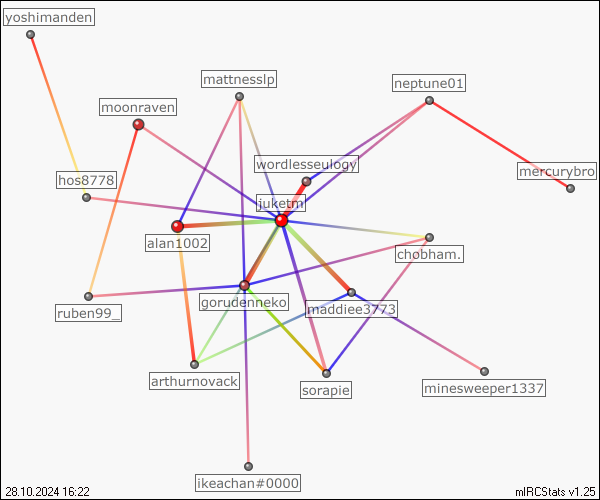 yoshimanden
mattnesslp
neptune01
moonraven
wordlesseulogy
mercurybro
hos8778
juketm
alan1002
chobham.
gorudenneko
maddiee3773
ruben99_
arthurnovack
sorapie
minesweeper1337
ikeachan#0000
28.10.2024 16:22
mIRCStats v1.25